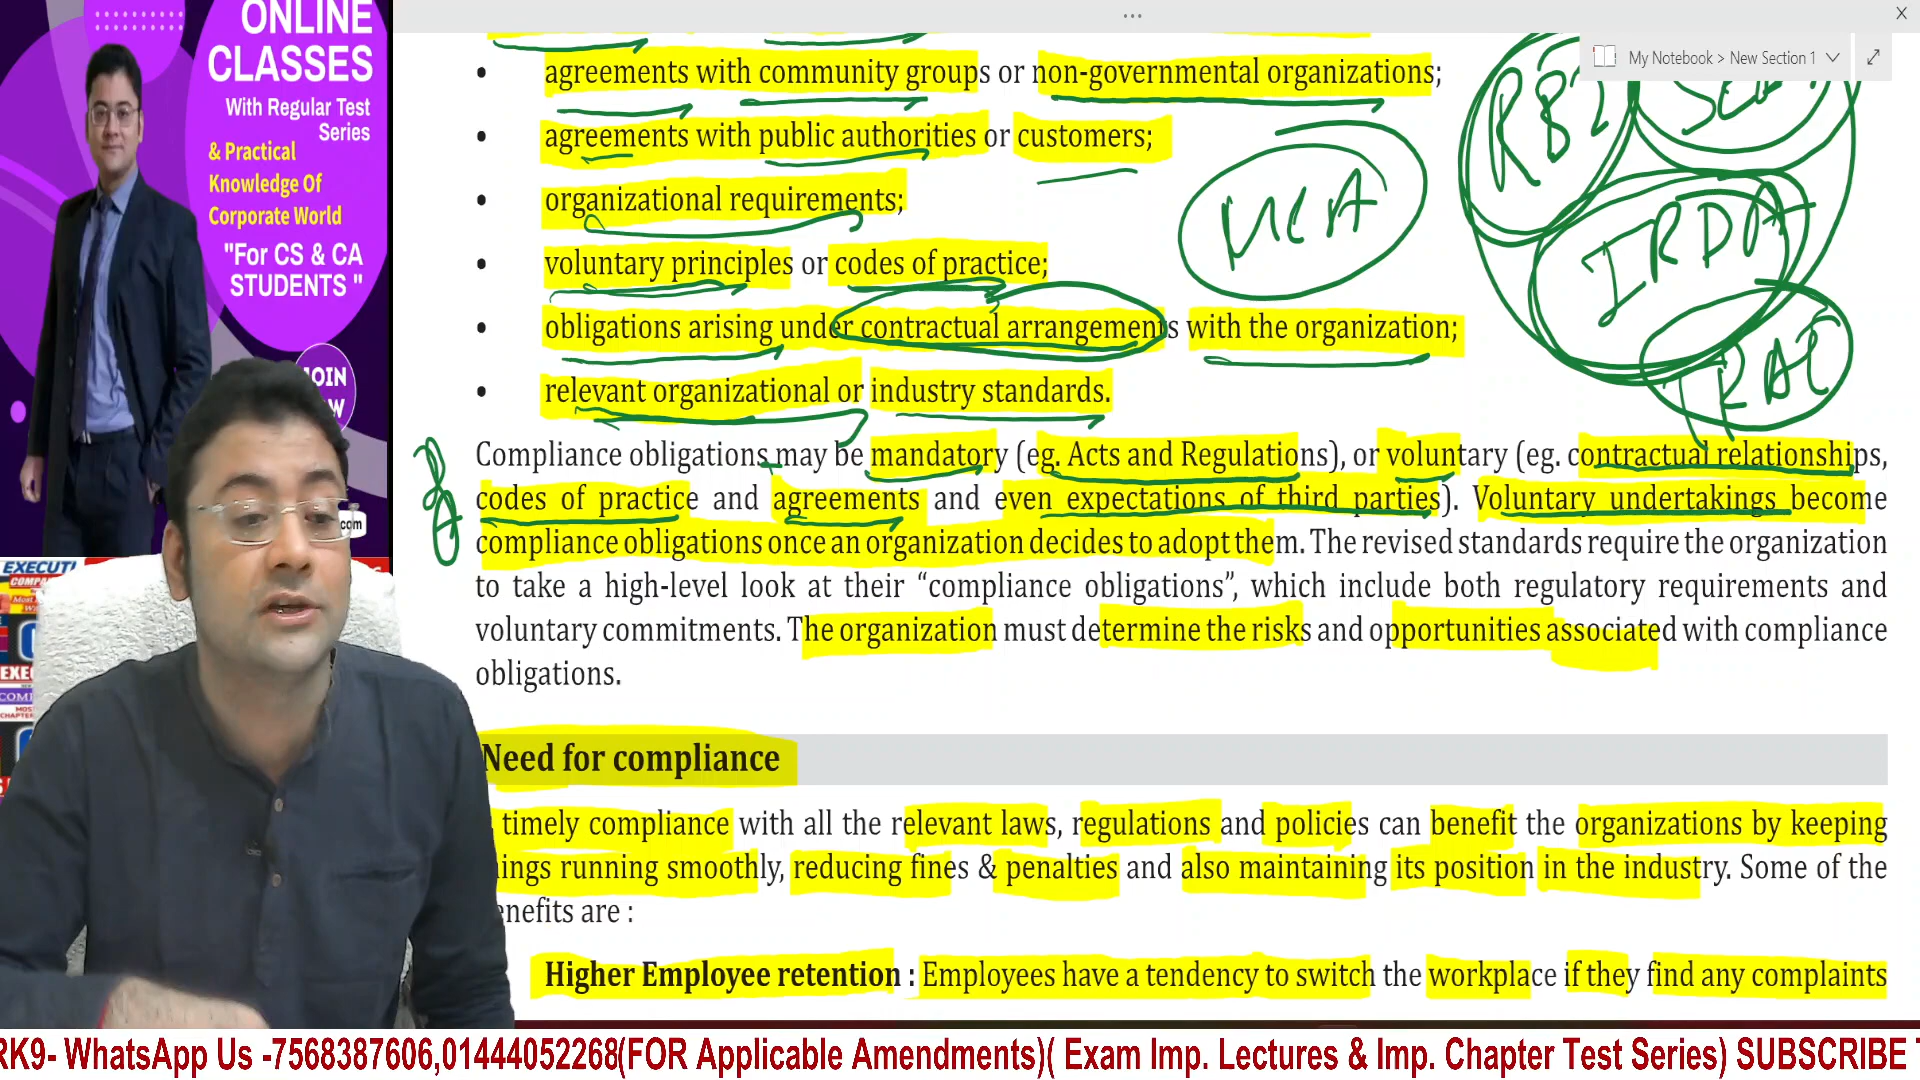 ONLINE
CLASSES
With Regular Test
Series
& Practical
Knowledge Of
Corporate World
"For CS & CA
STUDENTS "
JOIN
.com
EXECUTI
My Notebook > New Section 1
• agreements with community groups or non-governmental organizations;
• agreements with public authorities or customers;
• organizational requirements;
• voluntary principles or codes of practice;
• obligations arising under contractual arrangements with the organization;
• relevant organizational or industry standards.
MCA
IRDA
Compliance obligations may be mandatory (eg. Acts and Regulations), or voluntary (eg. contractual relationships,
codes of practice and agreements and even expectations of third parties). Voluntary undertakings become
compliance obligations once an organization decides to adopt them. The revised standards require the organization
to take a high-level look at their “compliance obligations”, which include both regulatory requirements and
voluntary commitments. The organization must determine the risks and opportunities associated with compliance
obligations.
Need for compliance
timely compliance with all the relevant laws, regulations and policies can benefit the organizations by keeping
ings running smoothly, reducing fines & penalties and also maintaining its position in the industry. Some of the
enefits are :
Higher Employee retention : Employees have a tendency to switch the workplace if they find any complaints
RK9- WhatsApp Us -7568387606,01444052268(FOR Applicable Amendments)( Exam Imp. Lectures & Imp. Chapter Test Series) SUBSCRIBE